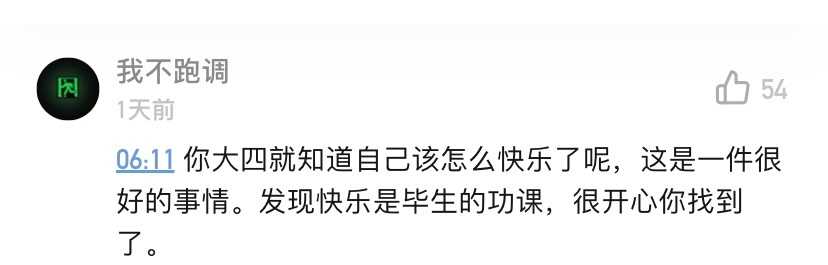 我不跑调
1天前
54
06:11 你大四就知道自己该怎么快乐了呢，这是一件很
好的事情。发现快乐是毕生的功课，很开心你找到
了。